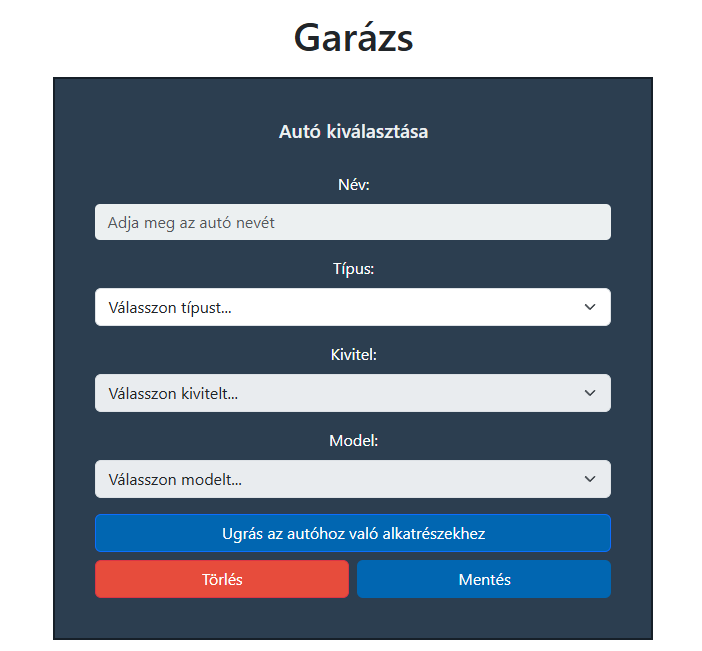 Garázs
Autó kiválasztása
Név:
Adja meg az autó nevét
Típus:
Válasszon típust...
Kivitel:
Válasszon kivitelt...
Model:
Válasszon modelt...
Ugrás az autóhoz való alkatrészekhez
Törlés
Mentés